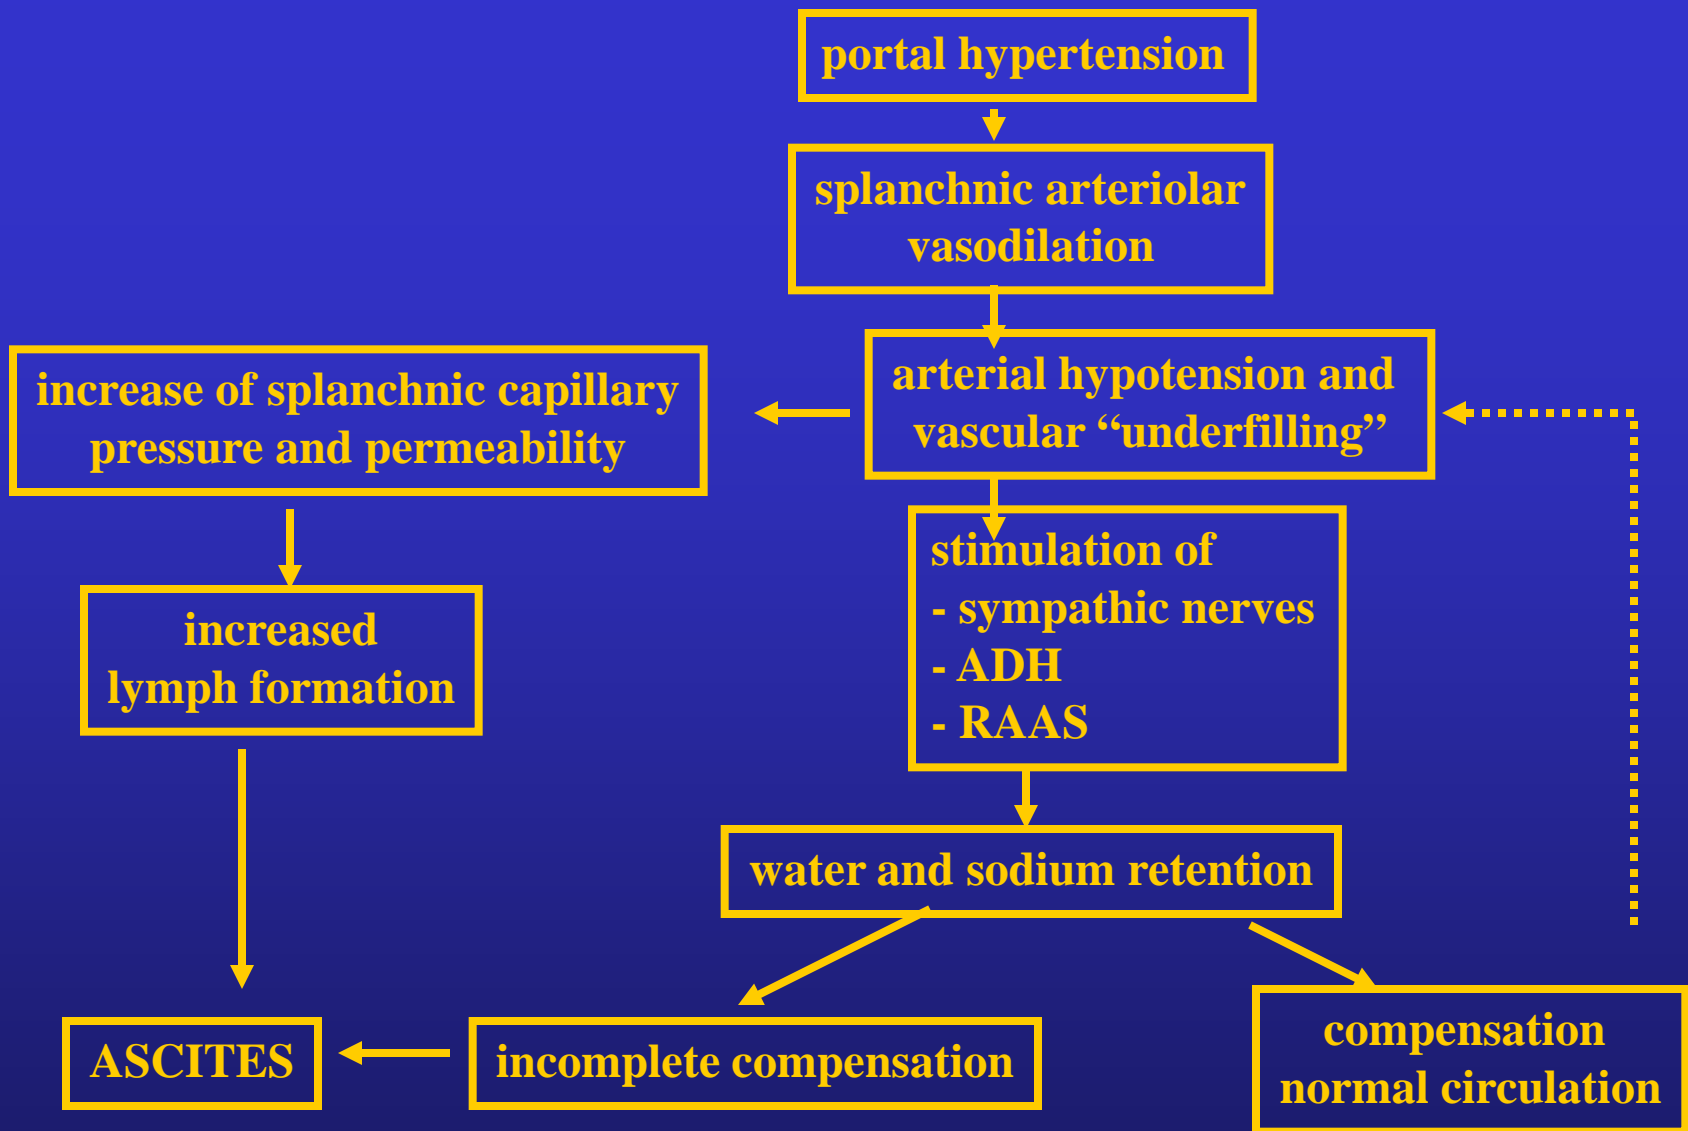 portal hypertension
splanchnic arteriolar
vasodilation
arterial hypotension and
vascular “underfilling”
increase of splanchnic capillary
pressure and permeability
increased
lymph formation
stimulation of
- sympathic nerves
- ADH
- RAAS
water and sodium retention
ASCITES
incomplete compensation
compensation
normal circulation